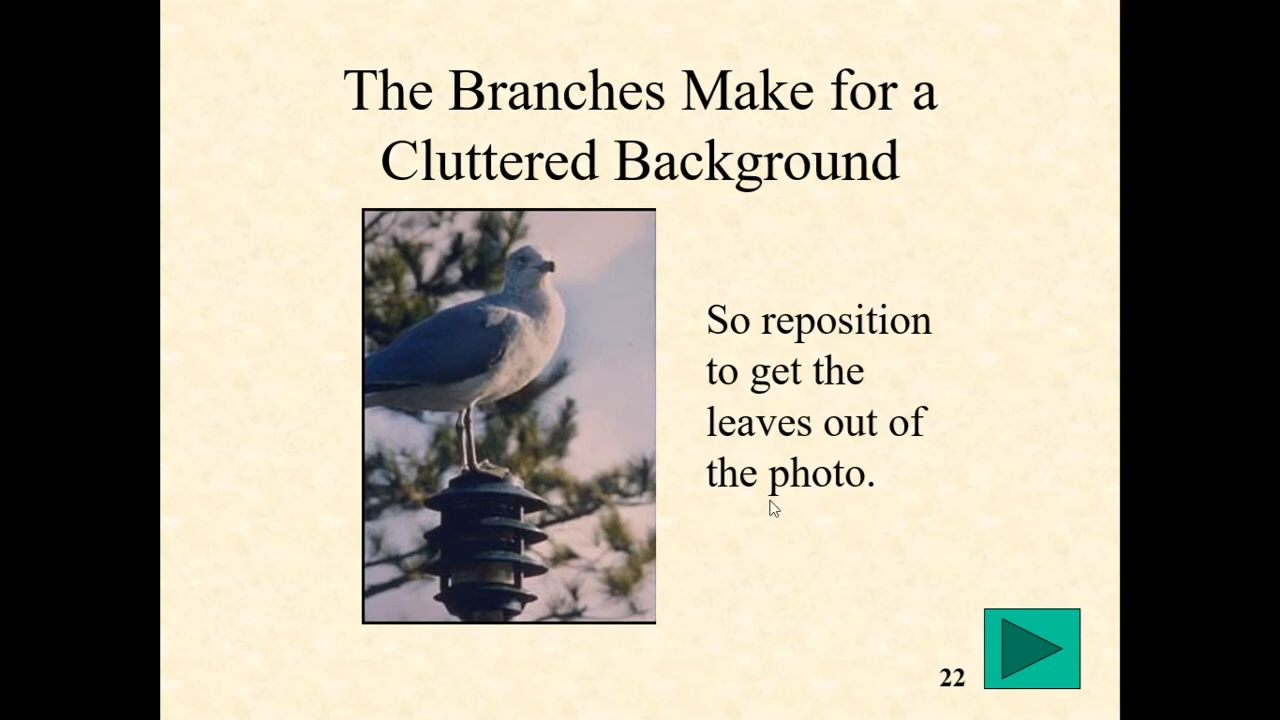 The Branches Make for a
Cluttered Background
So reposition
to get the
leaves out of
the photo.
22